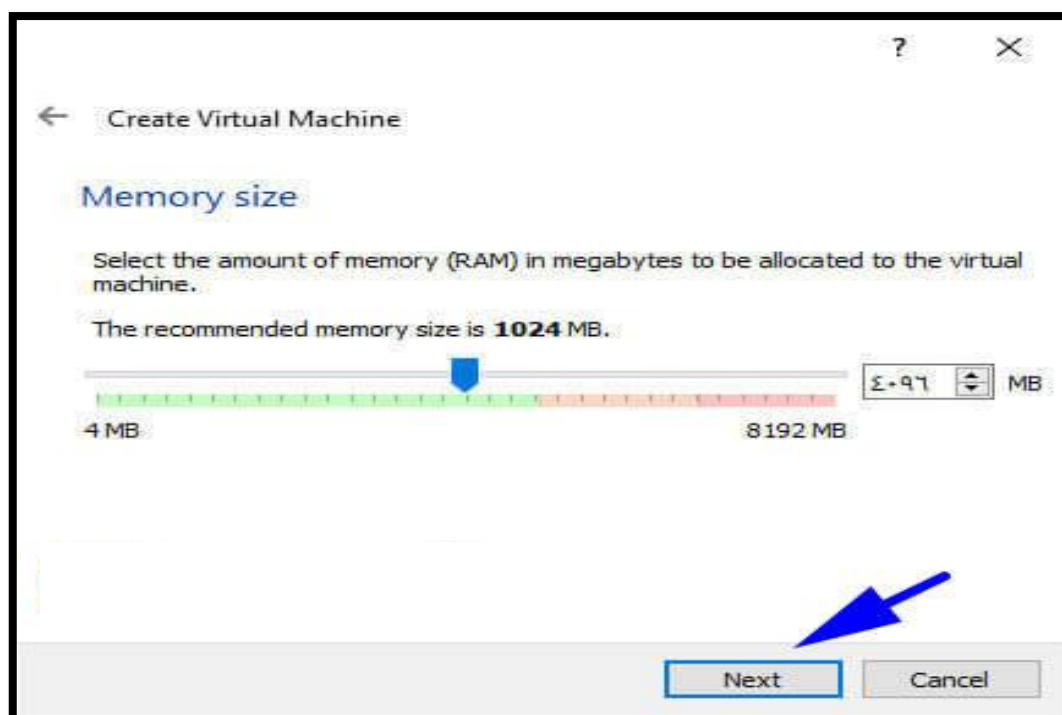 ?
Create Virtual Machine
Memory size
Select the amount of memory (RAM) in megabytes to be allocated to the virtual
machine.
The recommended memory size is 1024 MB.
٤٠٩٦ MB
4 MB 8192 MB
Next Cancel